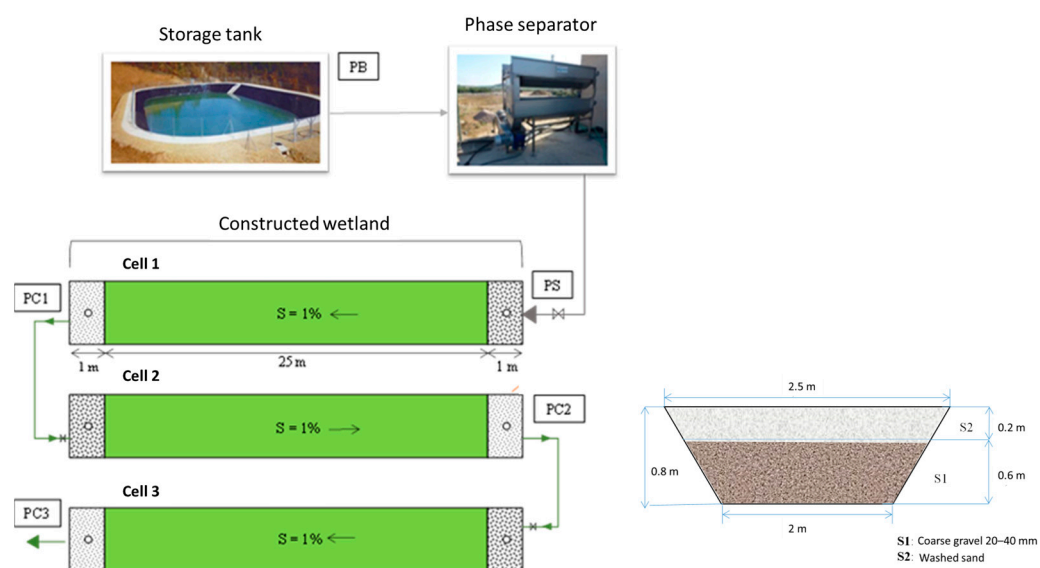 Storage tank
PB
Phase separator
Constructed wetland
Cell 1
PS
PC1
S = 1%
1 m
25 m
1 m
Cell 2
PC2
S = 1%
Cell 3
PC3
S = 1%
2.5 m
S2
0.2 m
0.8 m
S1
0.6 m
2 m
S1: Coarse gravel 20–40 mm
S2: Washed sand